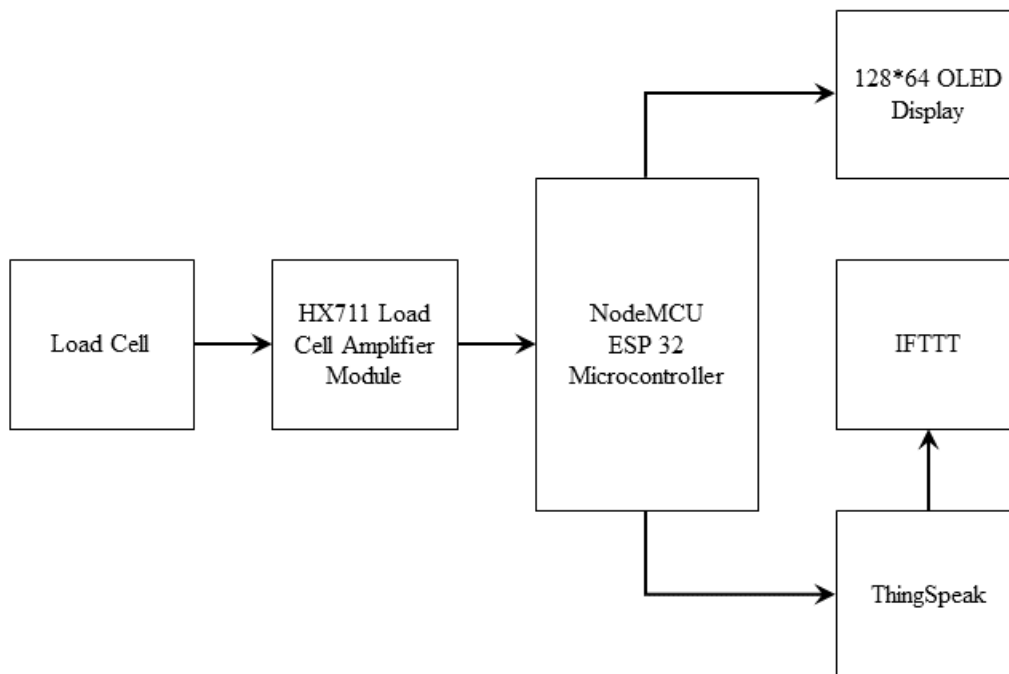 128*64 OLED
Display
Load Cell
HX711 Load
Cell Amplifier
Module
NodeMCU
ESP 32
Microcontroller
IFTTT
ThingSpeak